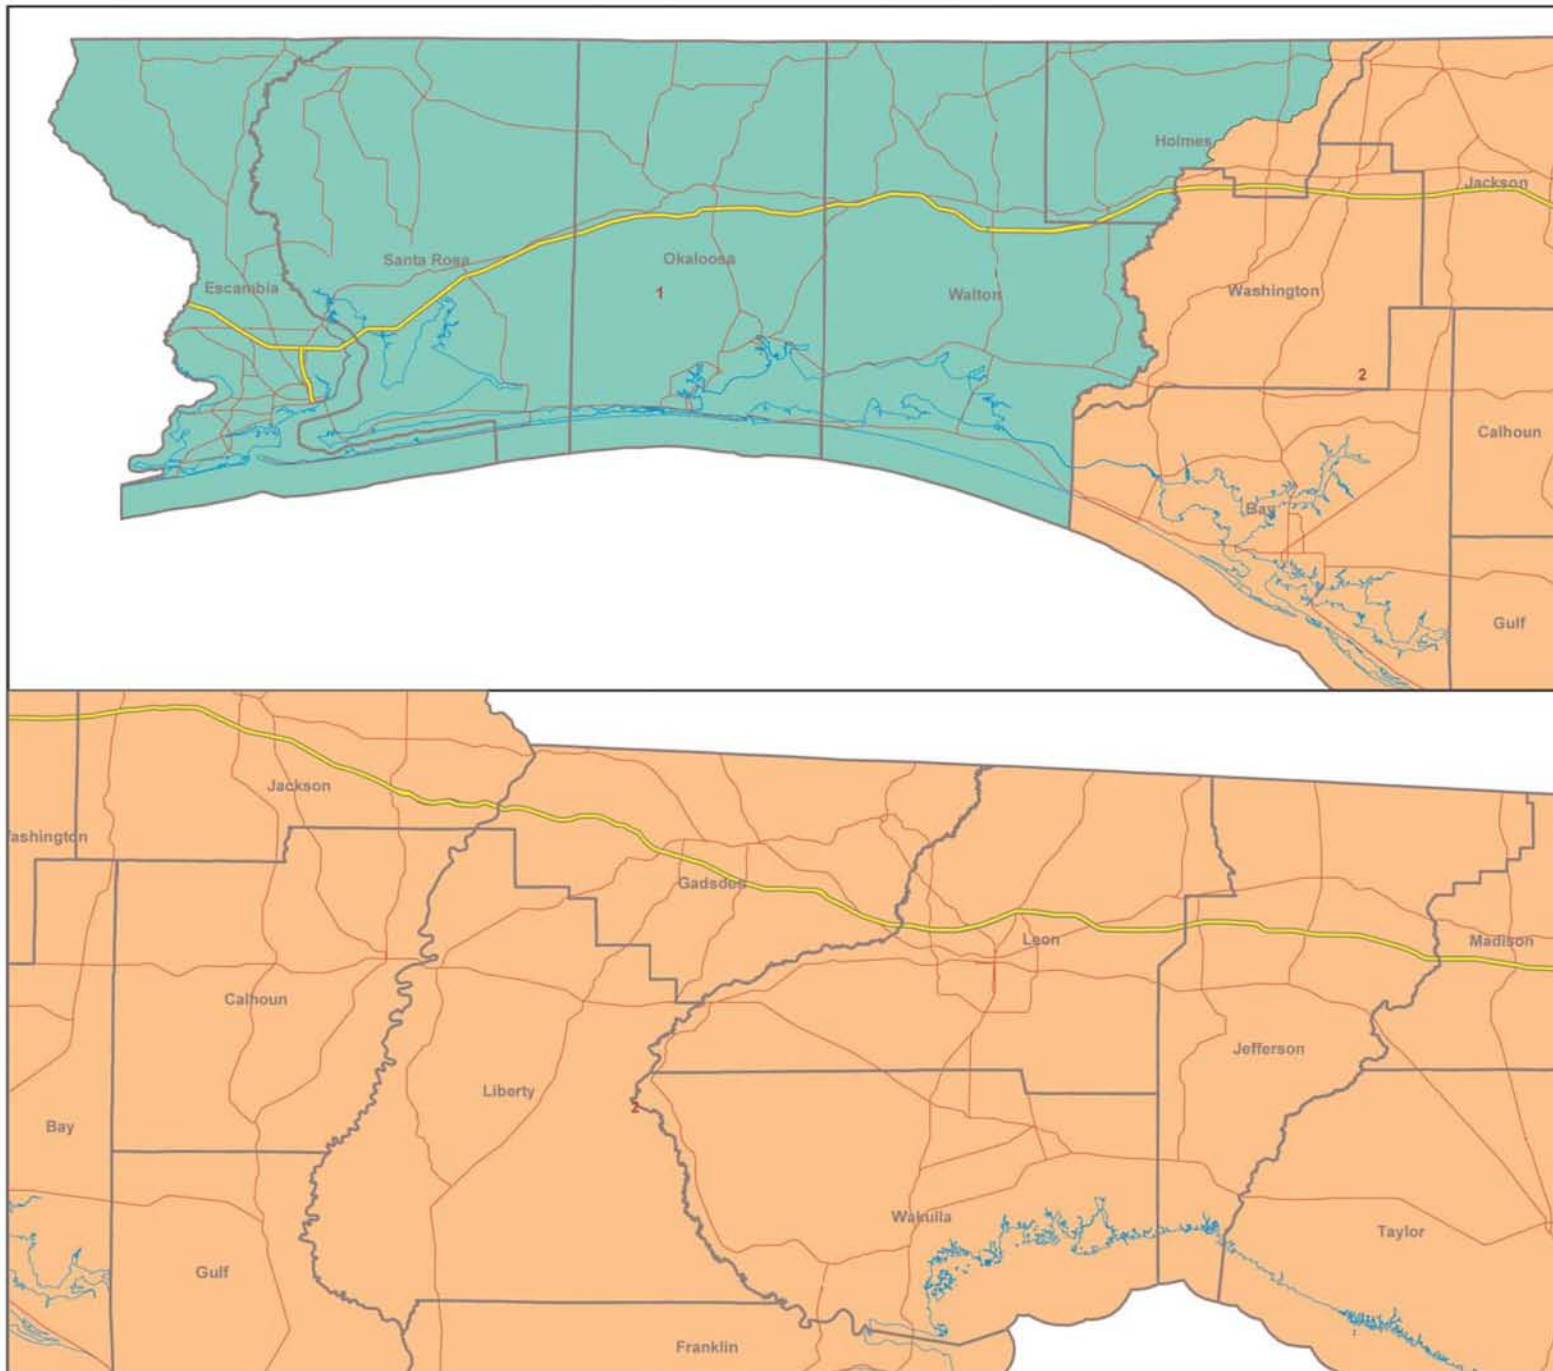 Holmes
Jackson
Santa Rosa
Okaloosa
Escambia
1
Walton
Washington
2
Calhoun
Bay
Gulf
Jackson
ashington
Gadsden
Leon
Madison
Calhoun
Jefferson
Liberty
2
Bay
Wakulla
Taylor
Gulf
Franklin